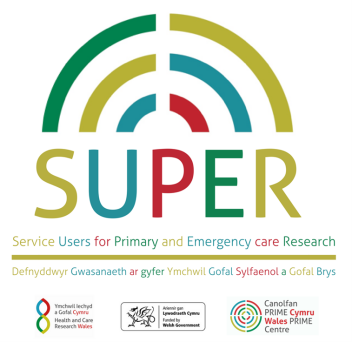 SUPER
Service Users for Primary and Emergency care Research
Defnyddwyr Gwasanaeth ar gyfer Ymchwil Gofal Sylfaenol a Gofal Brys
Ymchwil Iechyd
a Gofal Cymru
Health and Care
Research Wales
Ariennir gan
Lywodraeth Cymru
Funded by
Welsh Government
Canolfan
PRIME Cymru
Wales PRIME
Centre